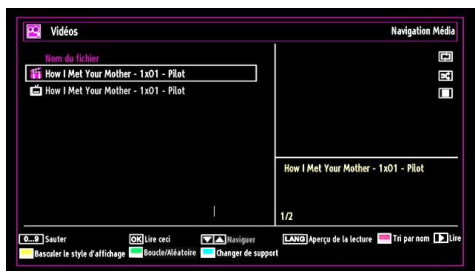 Vidéos
Navigation Média
Nom du fichier
How I Met Your Mother - 1x01 - Pilot
How I Met Your Mother - 1x01 - Pilot
How I Met Your Mother - 1x01 - Pilot
1/2
0...9 Sauter OK Lire ceci Naviguer LANG Aperçu de la lecture Tri par nom Lire
Basculer le style d'affichage Boucle/Aléatoire Changer de support